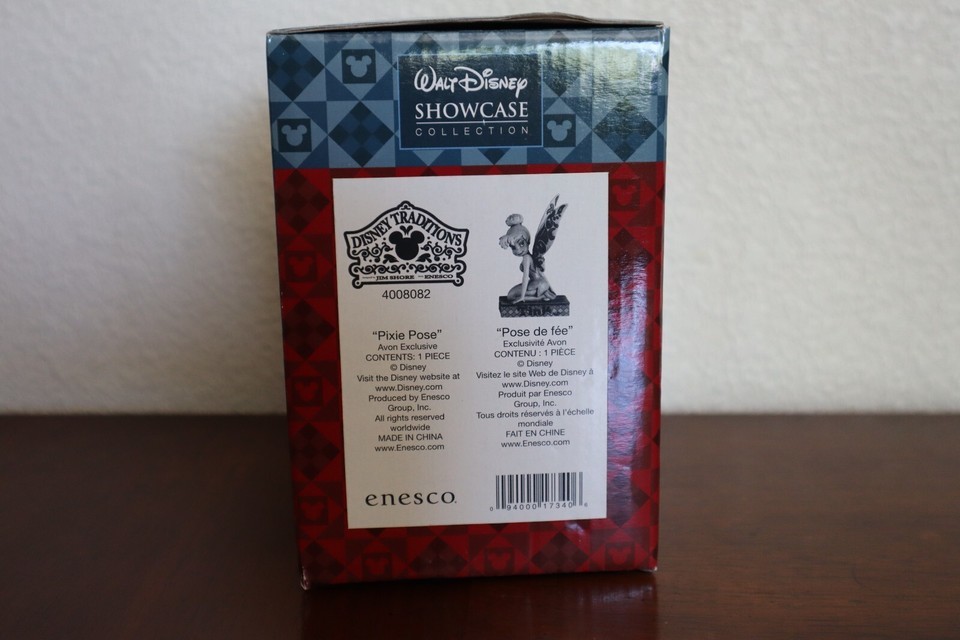 WALT DISNEY
SHOWCASE
COLLECTION
DISNEY TRADITIONS
JIM SHORE ENESCO
4008082
"Pixie Pose"
Avon Exclusive
CONTENTS: 1 PIECE
© Disney
Visit the Disney website at
www.Disney.com
Produced by Enesco
Group, Inc.
All rights reserved
worldwide
MADE IN CHINA
www.Enesco.com
"Pose de fée"
Exclusivité Avon
CONTENU : 1 PIÈCE
© Disney
Visitez le site Web de Disney à
www.Disney.com
Produit par Enesco
Group, Inc.
Tous droits réservés à l'échelle
mondiale
FAIT EN CHINE
www.Enesco.com
enesco.
0 94000 17340 6